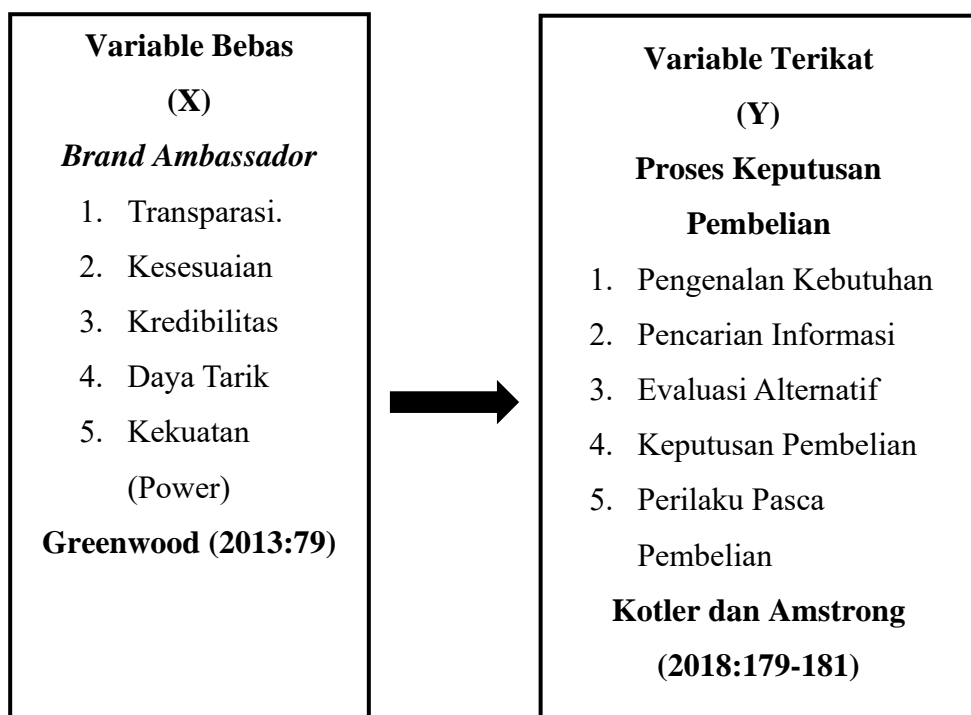 Variable Bebas
(X)
Brand Ambassador
1. Transparasi.
2. Kesesuaian
3. Kredibilitas
4. Daya Tarik
5. Kekuatan
(Power)
Greenwood (2013:79)
Variable Terikat
(Y)
Proses Keputusan
Pembelian
1. Pengenalan Kebutuhan
2. Pencarian Informasi
3. Evaluasi Alternatif
4. Keputusan Pembelian
5. Perilaku Pasca
Pembelian
Kotler dan Amstrong
(2018:179-181)